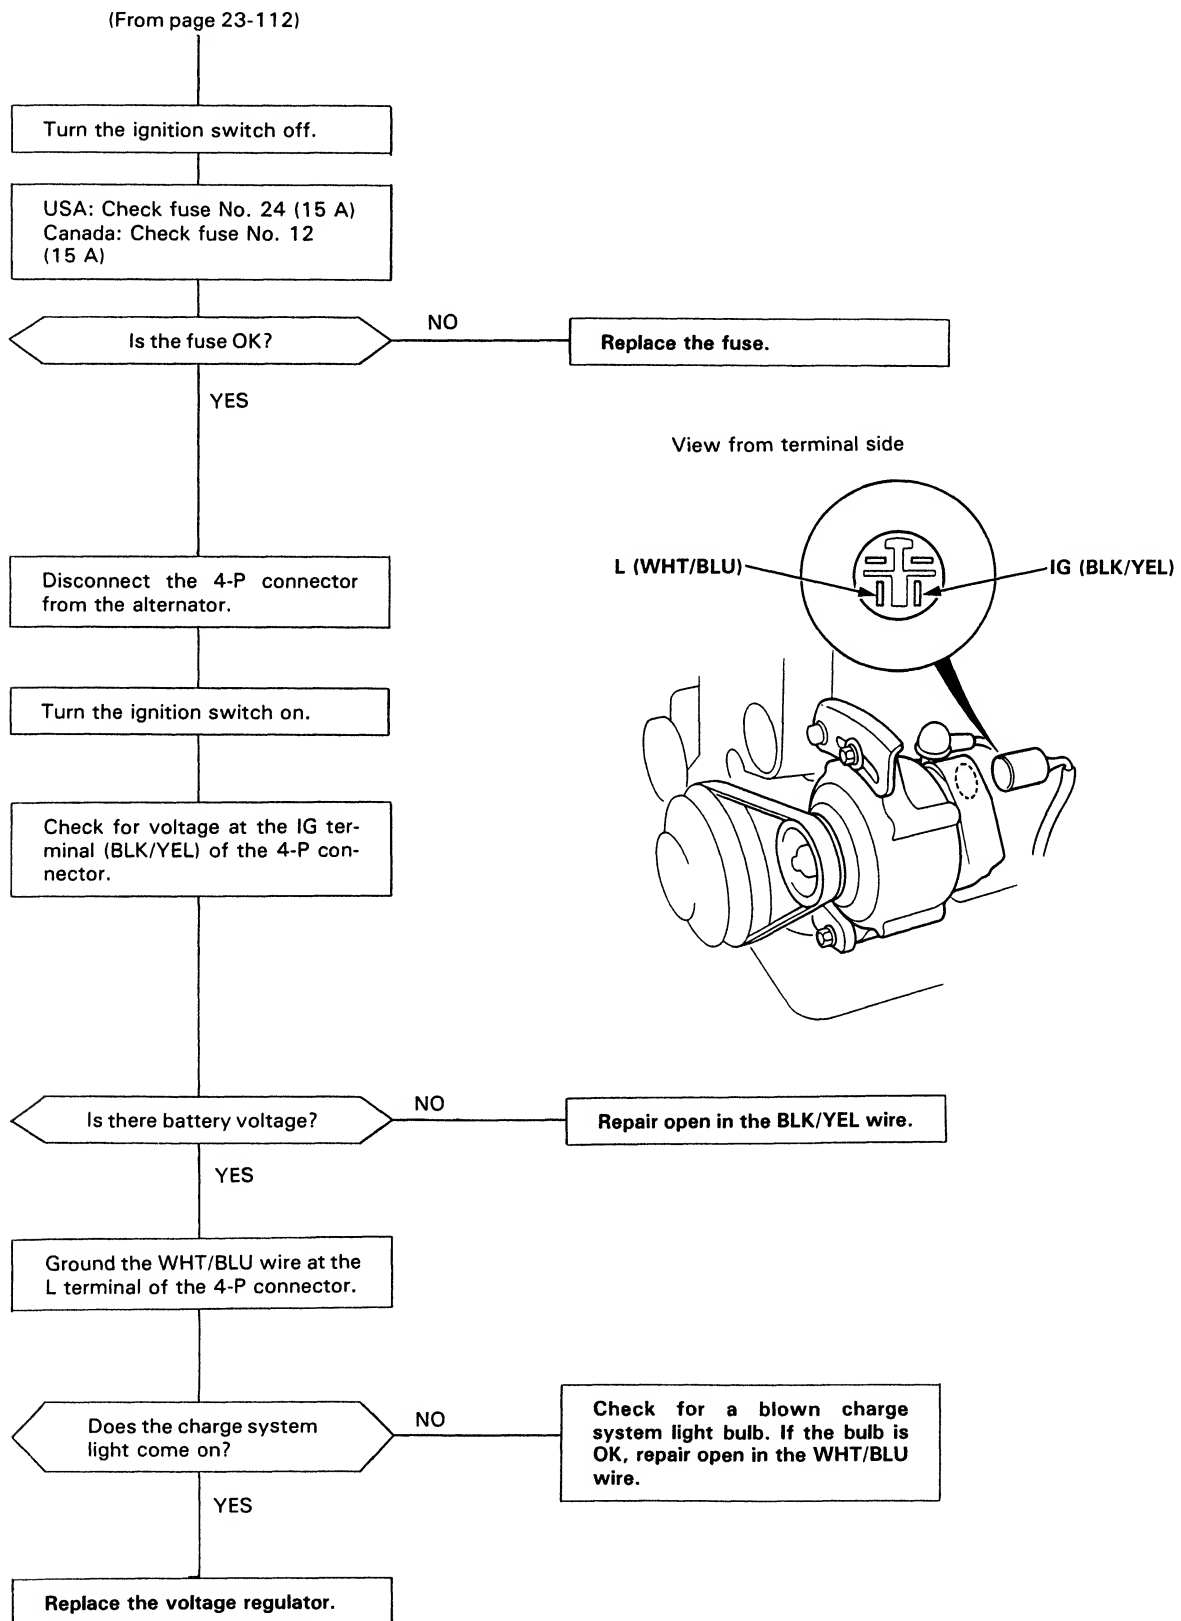 (From page 23-112)
Turn the ignition switch off.
USA: Check fuse No. 24 (15 A)
Canada: Check fuse No. 12
(15 A)
Is the fuse OK?
NO
Replace the fuse.
YES
View from terminal side
L (WHT/BLU)
IG (BLK/YEL)
Disconnect the 4-P connector
from the alternator.
Turn the ignition switch on.
Check for voltage at the IG ter-
minal (BLK/YEL) of the 4-P con-
nector.
Is there battery voltage?
NO
Repair open in the BLK/YEL wire.
YES
Ground the WHT/BLU wire at the
L terminal of the 4-P connector.
Does the charge system
light come on?
NO
Check for a blown charge
system light bulb. If the bulb is
OK, repair open in the WHT/BLU
wire.
YES
Replace the voltage regulator.